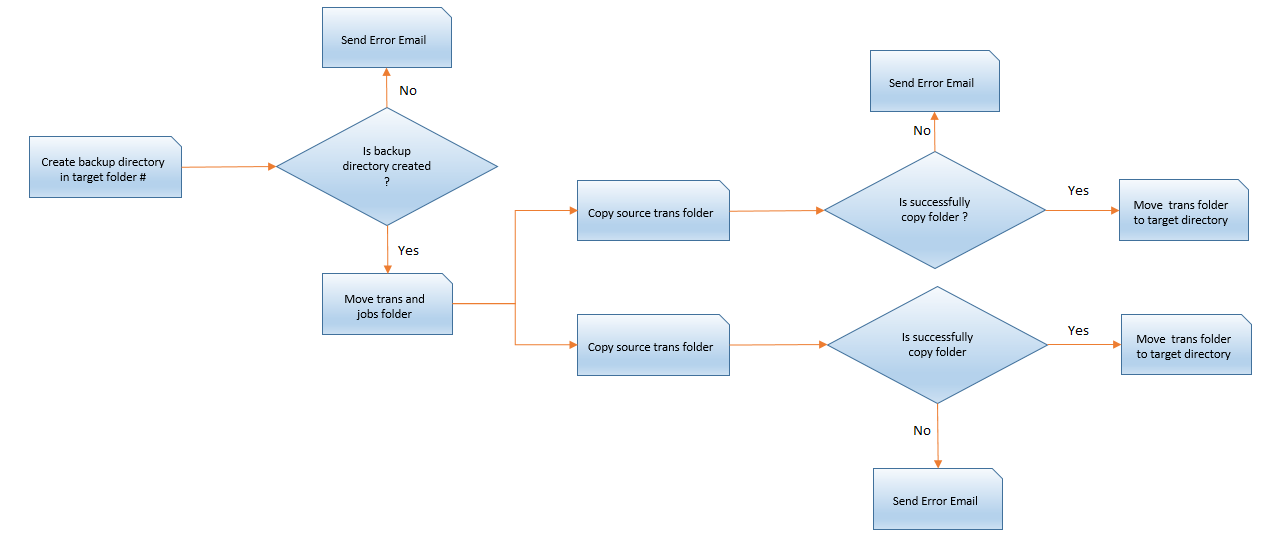 Send Error Email
No
Create backup directory
in target folder #
Is backup
directory created
?
Yes
Move trans and
jobs folder
Copy source trans folder
Is successfully
copy folder ?
No
Send Error Email
Yes
Move  trans folder
to target directory
Copy source trans folder
Is successfully
copy folder
Yes
Move  trans folder
to target directory
No
Send Error Email